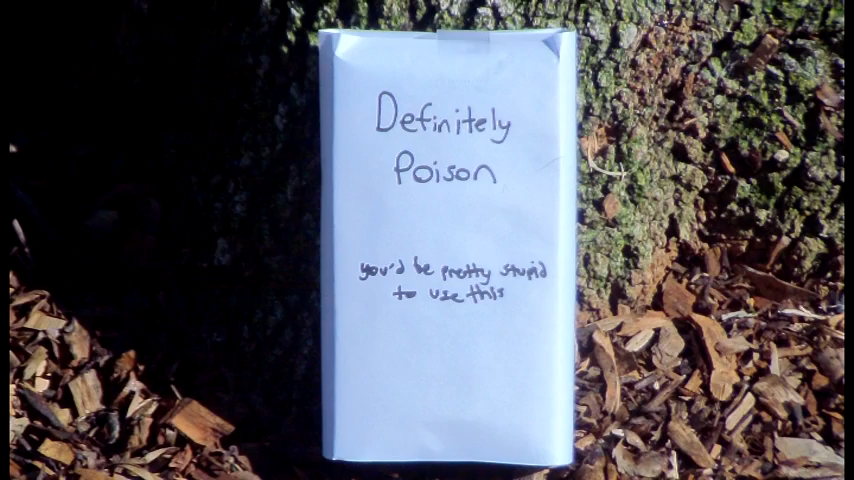 Definitely
Poison
you'd be pretty stupid
to use this